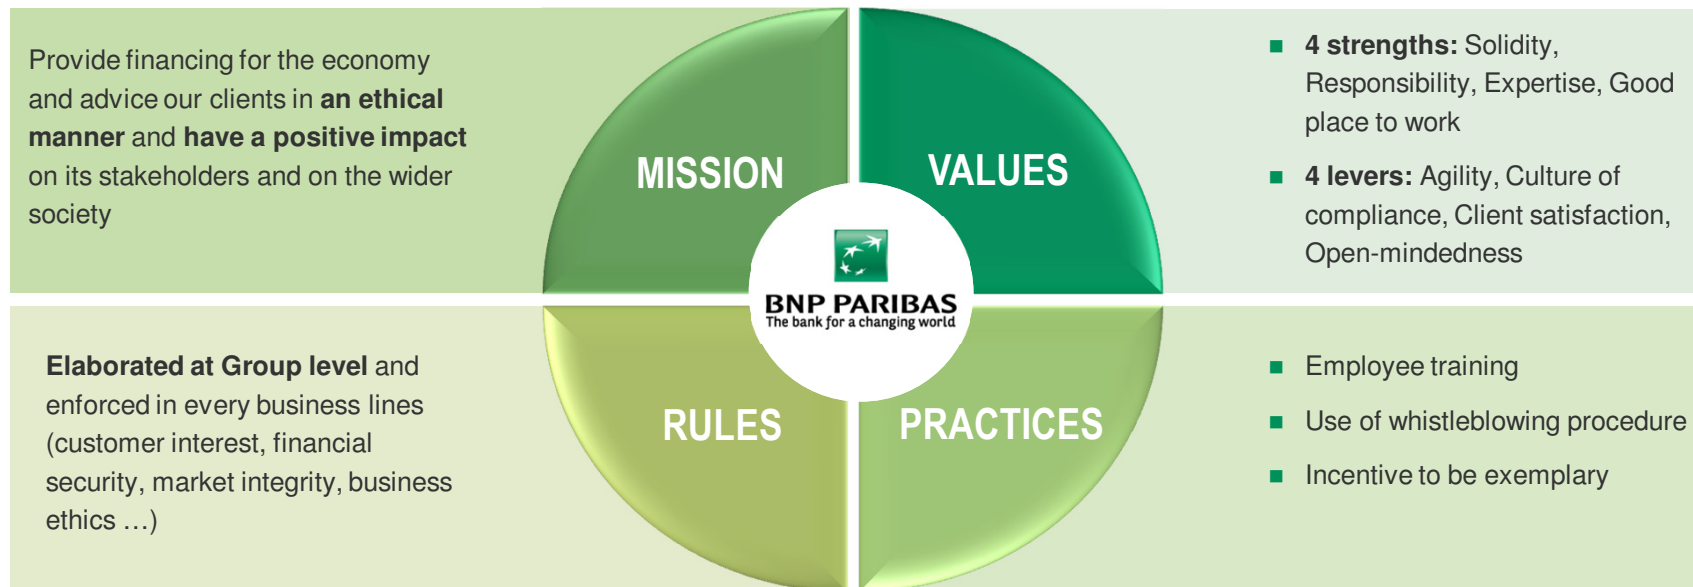 Provide financing for the economy
and advice our clients in an ethical
manner and have a positive impact
on its stakeholders and on the wider
society
MISSION
VALUES
■ 4 strengths: Solidity,
Responsibility, Expertise, Good
place to work
■ 4 levers: Agility, Culture of
compliance, Client satisfaction,
Open-mindedness
BNP PARIBAS
The bank for a changing world
Elaborated at Group level and
enforced in every business lines
(customer interest, financial
security, market integrity, business
ethics …)
RULES
PRACTICES
■ Employee training
■ Use of whistleblowing procedure
■ Incentive to be exemplary